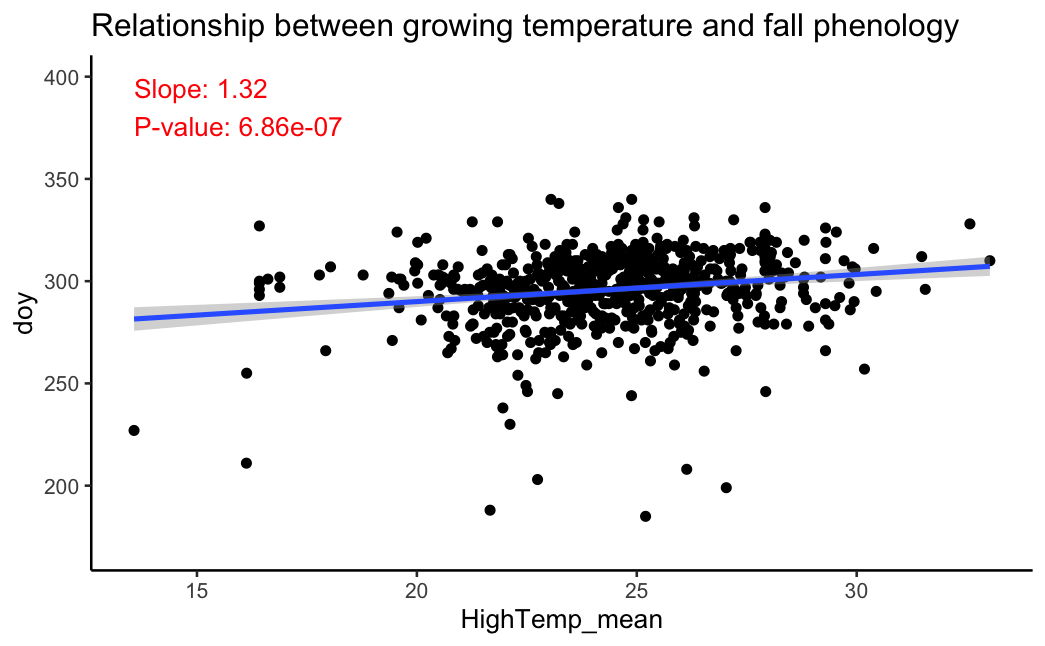 Relationship between growing temperature and fall phenology
400
Slope: 1.32
P-value: 6.86e-07
350
300
doy
250
200
15 20 25 30
HighTemp_mean